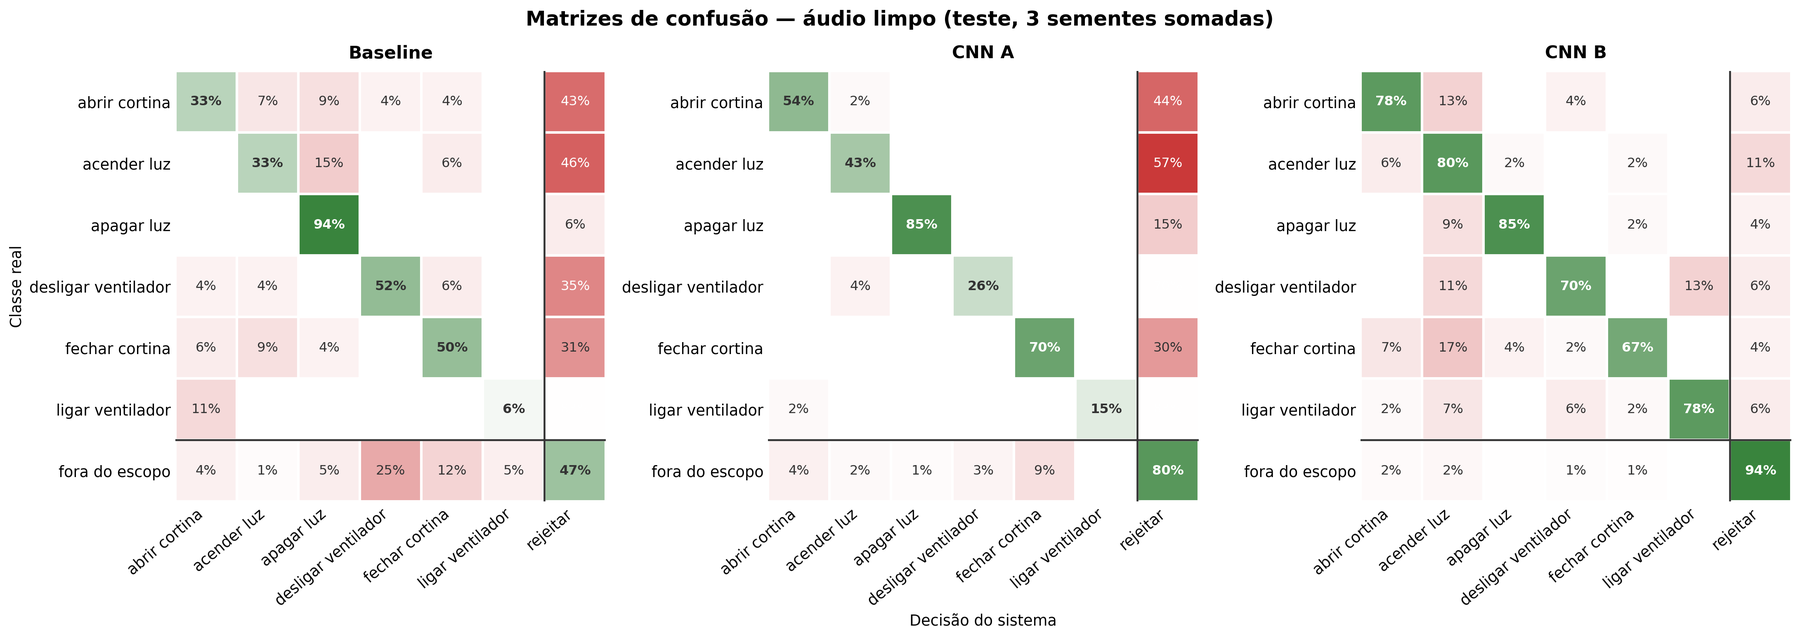 Matrizes de confusão — áudio limpo (teste, 3 sementes somadas)
Baseline
CNN A
CNN B
Classe real
abrir cortina 33% 7% 9% 4% 4% 43%
acender luz 33% 15% 6% 46%
apagar luz 94% 6%
desligar ventilador 4% 4% 52% 6% 35%
fechar cortina 6% 9% 4% 50% 31%
ligar ventilador 11% 6%
fora do escopo 4% 1% 5% 25% 12% 5% 47%
abrir cortina
acender luz
apagar luz
desligar ventilador
fechar cortina
ligar ventilador
rejeitar
abrir cortina 54% 2% 44%
acender luz 43% 57%
apagar luz 85% 15%
desligar ventilador 4% 26%
fechar cortina 70% 30%
ligar ventilador 2% 15%
fora do escopo 4% 2% 1% 3% 9% 80%
abrir cortina
acender luz
apagar luz
desligar ventilador
fechar cortina
ligar ventilador
rejeitar
abrir cortina 78% 13% 4% 6%
acender luz 6% 80% 2% 2% 11%
apagar luz 9% 85% 2% 4%
desligar ventilador 11% 70% 13% 6%
fechar cortina 7% 17% 4% 2% 67% 4%
ligar ventilador 2% 7% 6% 2% 78% 6%
fora do escopo 2% 2% 1% 1% 94%
abrir cortina
acender luz
apagar luz
desligar ventilador
fechar cortina
ligar ventilador
rejeitar
Decisão do sistema